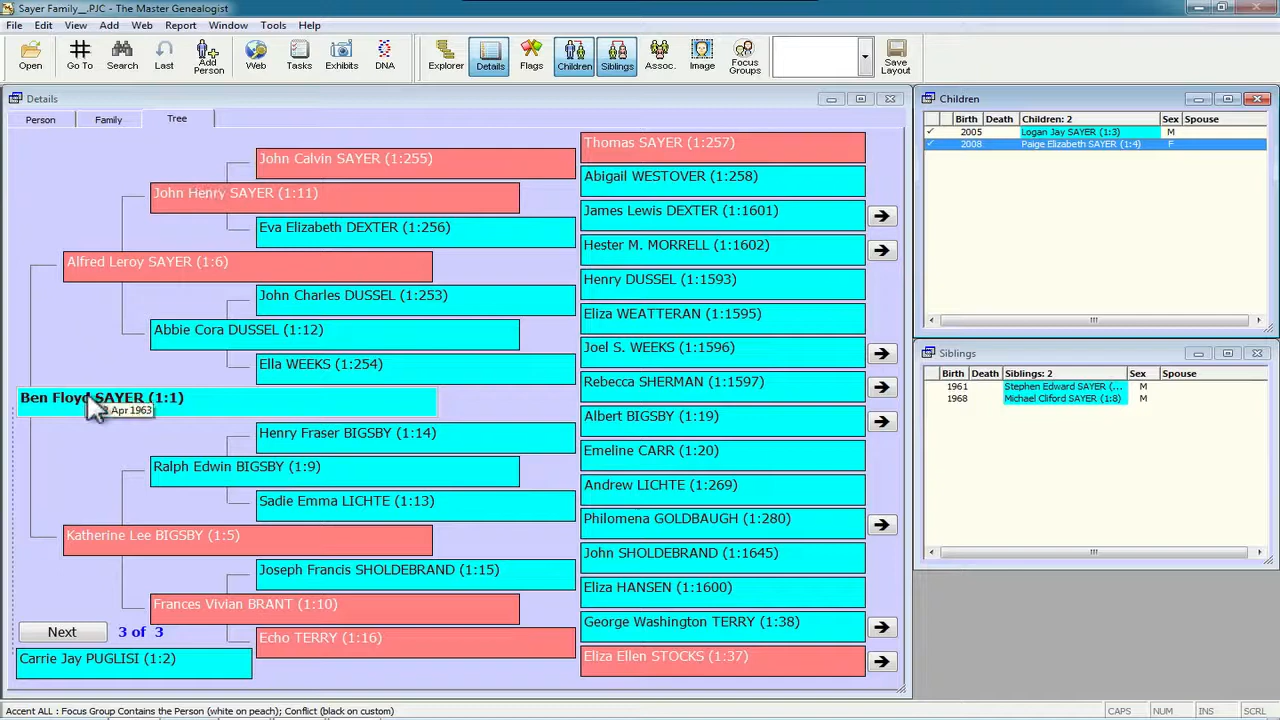 Sayer Family__.PJC - The Master Genealogist
File Edit View Add Web Report Window Tools Help
Open Go To Search Last Add Person Web Tasks Exhibits DNA Explorer Details Flags Children Siblings Assoc. Image Focus Groups Save Layout
Details
Person Family Tree
Thomas SAYER (1:257)
John Calvin SAYER (1:255)
Abigail WESTOVER (1:258)
John Henry SAYER (1:11)
James Lewis DEXTER (1:1601)
Eva Elizabeth DEXTER (1:256)
Hester M. MORRELL (1:1602)
Alfred Leroy SAYER (1:6)
Henry DUSSEL (1:1593)
John Charles DUSSEL (1:253)
Eliza WEATTERAN (1:1595)
Abbie Cora DUSSEL (1:12)
Joel S. WEEKS (1:1596)
Ella WEEKS (1:254)
Rebecca SHERMAN (1:1597)
Ben Floyd SAYER (1:1)
Apr 1963
Albert BIGSBY (1:19)
Henry Fraser BIGSBY (1:14)
Emeline CARR (1:20)
Ralph Edwin BIGSBY (1:9)
Andrew LICHTE (1:269)
Sadie Emma LICHTE (1:13)
Philomena GOLDBAUGH (1:280)
Katherine Lee BIGSBY (1:5)
John SHOLDEBRAND (1:1645)
Joseph Francis SHOLDEBRAND (1:15)
Eliza HANSEN (1:1600)
Frances Vivian BRANT (1:10)
George Washington TERRY (1:38)
Next 3 of 3
Echo TERRY (1:16)
Eliza Ellen STOCKS (1:37)
Carrie Jay PUGLISI (1:2)
Children
Birth Death Children: 2 Sex Spouse
2005 Logan Jay SAYER (1:3) M
2008 Paige Elizabeth SAYER (1:4) F
Siblings
Birth Death Siblings: 2 Sex Spouse
1961 Stephen Edward SAYER (... M
1968 Michael Cliford SAYER (1:8) M
Accent ALL : Focus Group Contains the Person (white on peach); Conflict (black on custom)
CAPS NUM INS SCRL